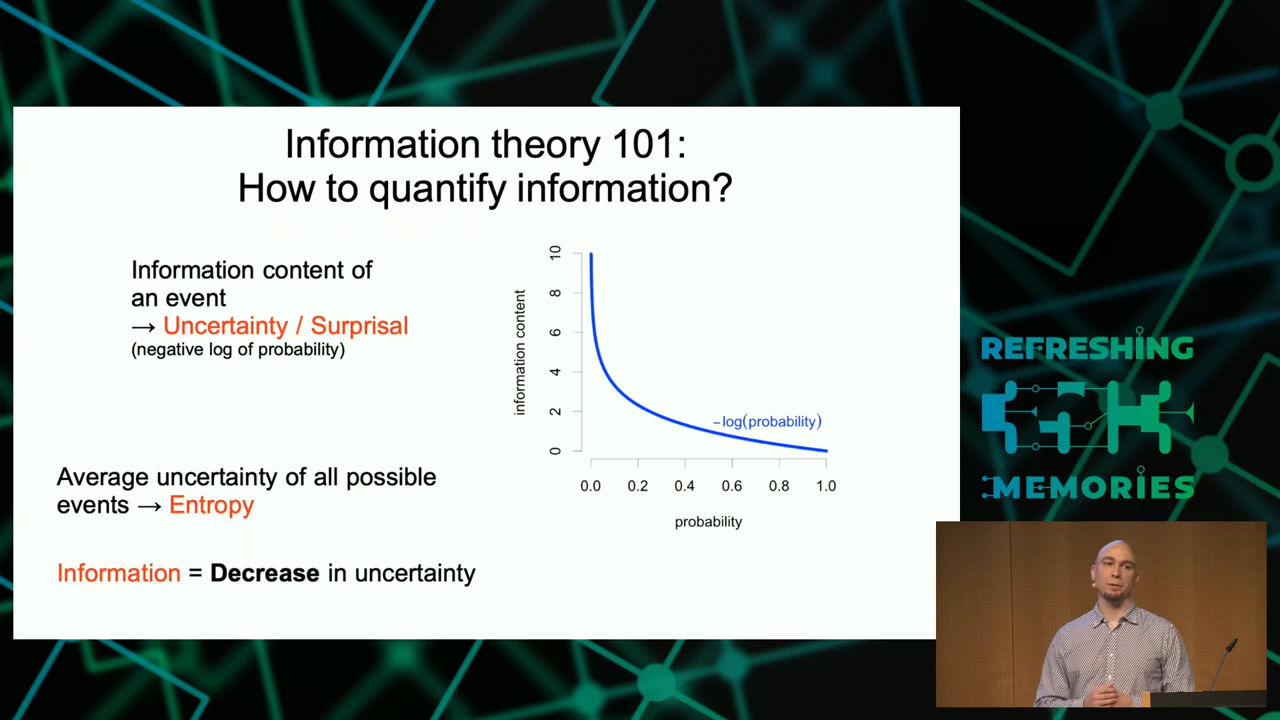 Information theory 101:
How to quantify information?
Information content of
an event
→ Uncertainty / Surprisal
(negative log of probability)
Average uncertainty of all possible
events → Entropy
Information = Decrease in uncertainty
information content
10
8
6
4
2
0
−log(probability)
0.0 0.2 0.4 0.6 0.8 1.0
probability
REFRESHING
MEMORIES